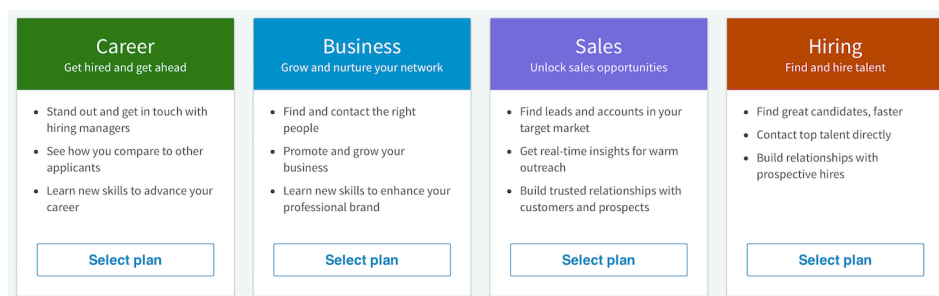 Career
Get hired and get ahead
• Stand out and get in touch with
hiring managers
• See how you compare to other
applicants
• Learn new skills to advance your
career
Select plan
Business
Grow and nurture your network
• Find and contact the right
people
• Promote and grow your
business
• Learn new skills to enhance your
professional brand
Select plan
Sales
Unlock sales opportunities
• Find leads and accounts in your
target market
• Get real-time insights for warm
outreach
• Build trusted relationships with
customers and prospects
Select plan
Hiring
Find and hire talent
• Find great candidates, faster
• Contact top talent directly
• Build relationships with
prospective hires
Select plan